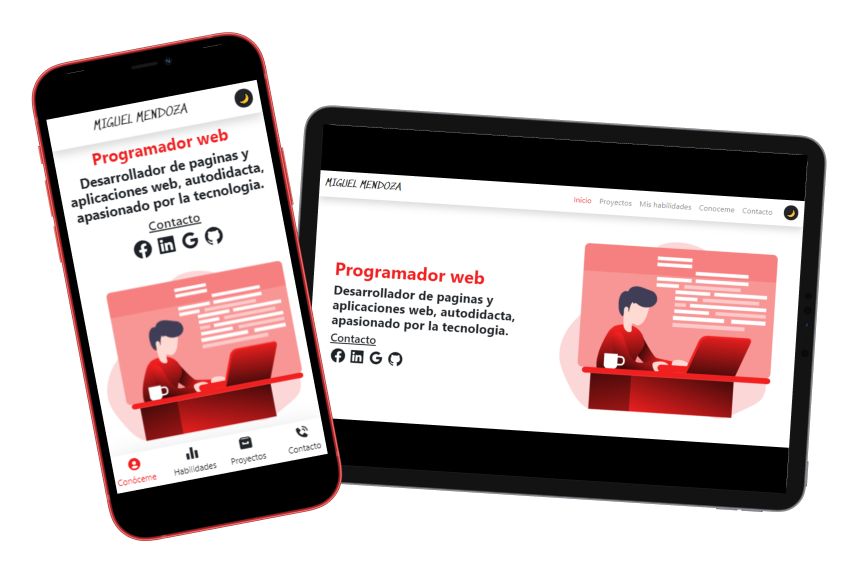 MIGUEL MENDOZA
Programador web
Desarrollador de paginas y
aplicaciones web, autodidacta,
apasionado por la tecnologia.
Contacto
Conóceme
Habilidades
Proyectos
Contacto
MIGUEL MENDOZA
Inicio
Proyectos
Mis habilidades
Conoceme
Contacto
Programador web
Desarrollador de paginas y
aplicaciones web, autodidacta,
apasionado por la tecnologia.
Contacto